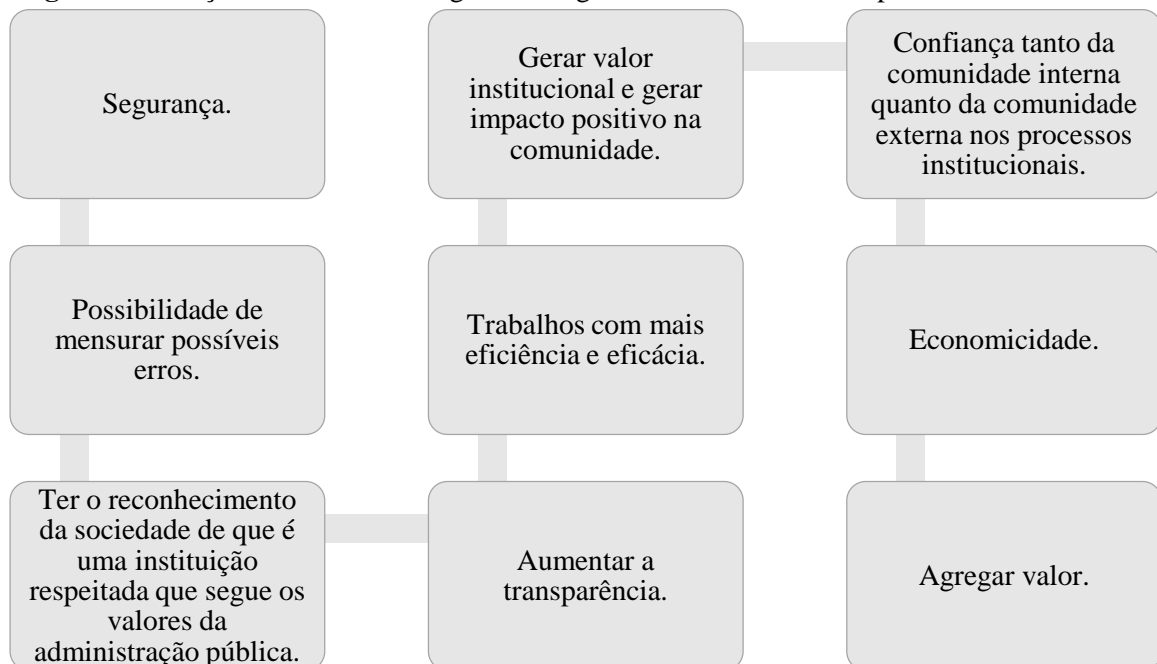 Segurança.
Possibilidade de
mensurar possíveis
erros.
Ter o reconhecimento
da sociedade de que é
uma instituição
respeitada que segue os
valores da
administração pública.
Aumentar a
transparência.
Trabalhos com mais
eficiência e eficácia.
Gerar valor
institucional e gerar
impacto positivo na
comunidade.
Confiança tanto da
comunidade interna
quanto da comunidade
externa nos processos
institucionais.
Economicidade.
Agregar valor.